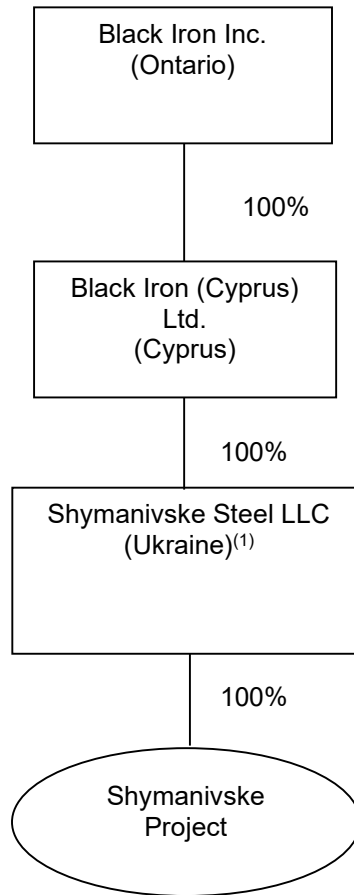 Black Iron Inc.
(Ontario)
100%
Black Iron (Cyprus)
Ltd.
(Cyprus)
100%
Shymanivske Steel LLC
(Ukraine)(1)
100%
Shymanivske
Project